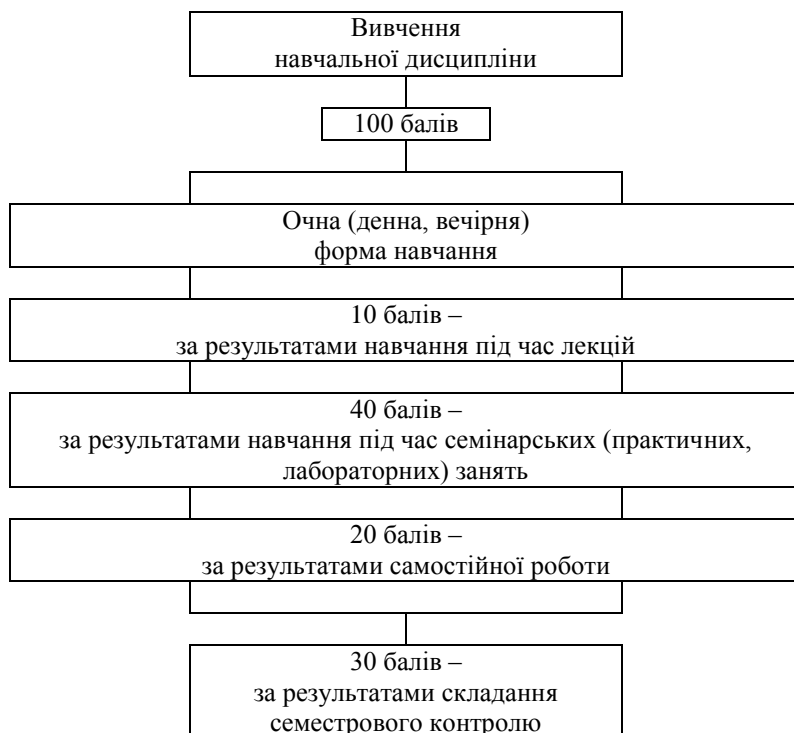 Вивчення
навчальної дисципліни
100 балів
Очна (денна, вечірня)
форма навчання
10 балів –
за результатами навчання під час лекцій
40 балів –
за результатами навчання під час семінарських (практичних,
лабораторних) занять
20 балів –
за результатами самостійної роботи
30 балів –
за результатами складання
семестрового контролю